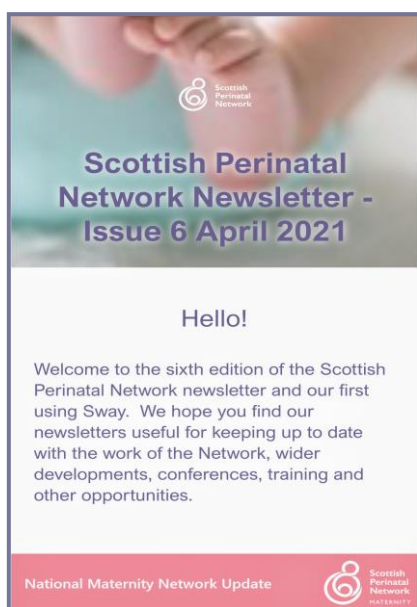 Scottish
Perinatal
Network
Scottish Perinatal
Network Newsletter -
Issue 6 April 2021
Hello!
Welcome to the sixth edition of the Scottish
Perinatal Network newsletter and our first
using Sway.  We hope you find our
newsletters useful for keeping up to date
with the work of the Network, wider
developments, conferences, training and
other opportunities.
National Maternity Network Update
Scottish
Perinatal
Network
MATERNITY